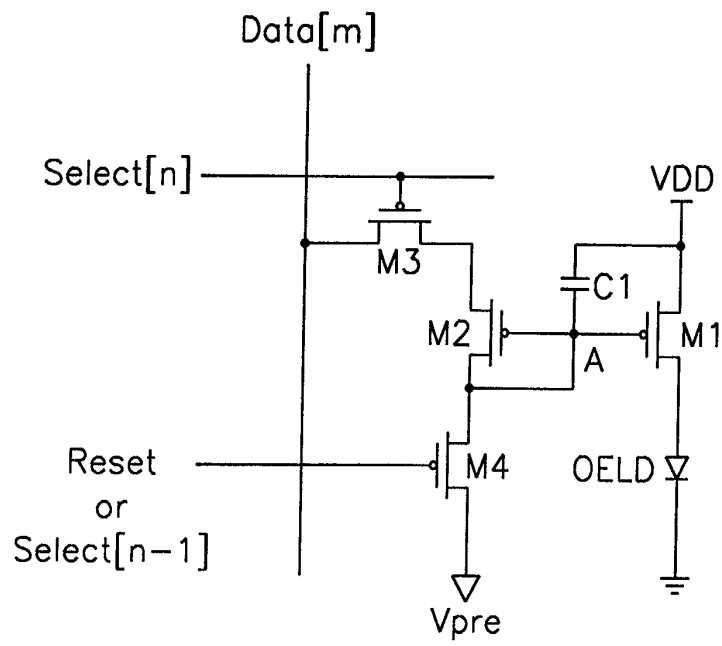 Data[m]
Select[n]
VDD
M3
C1
M2
M1
A
Reset
or
Select[n-1]
M4
OELD
Vpre